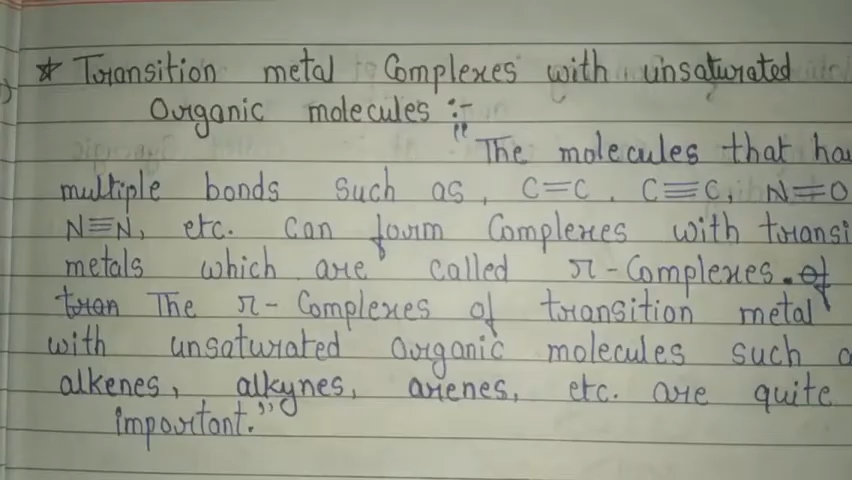 * Transition metal Complexes with unsaturated
Organic molecules :-
"The molecules that ha
multiple bonds such as, C=C, C≡C, N=O
N≡N, etc. can form Complexes with transi
metals which are called π-Complexes. of
tran The π-Complexes of transition metal
with unsaturated organic molecules such a
alkenes, alkynes, arenes, etc. are quite
important."